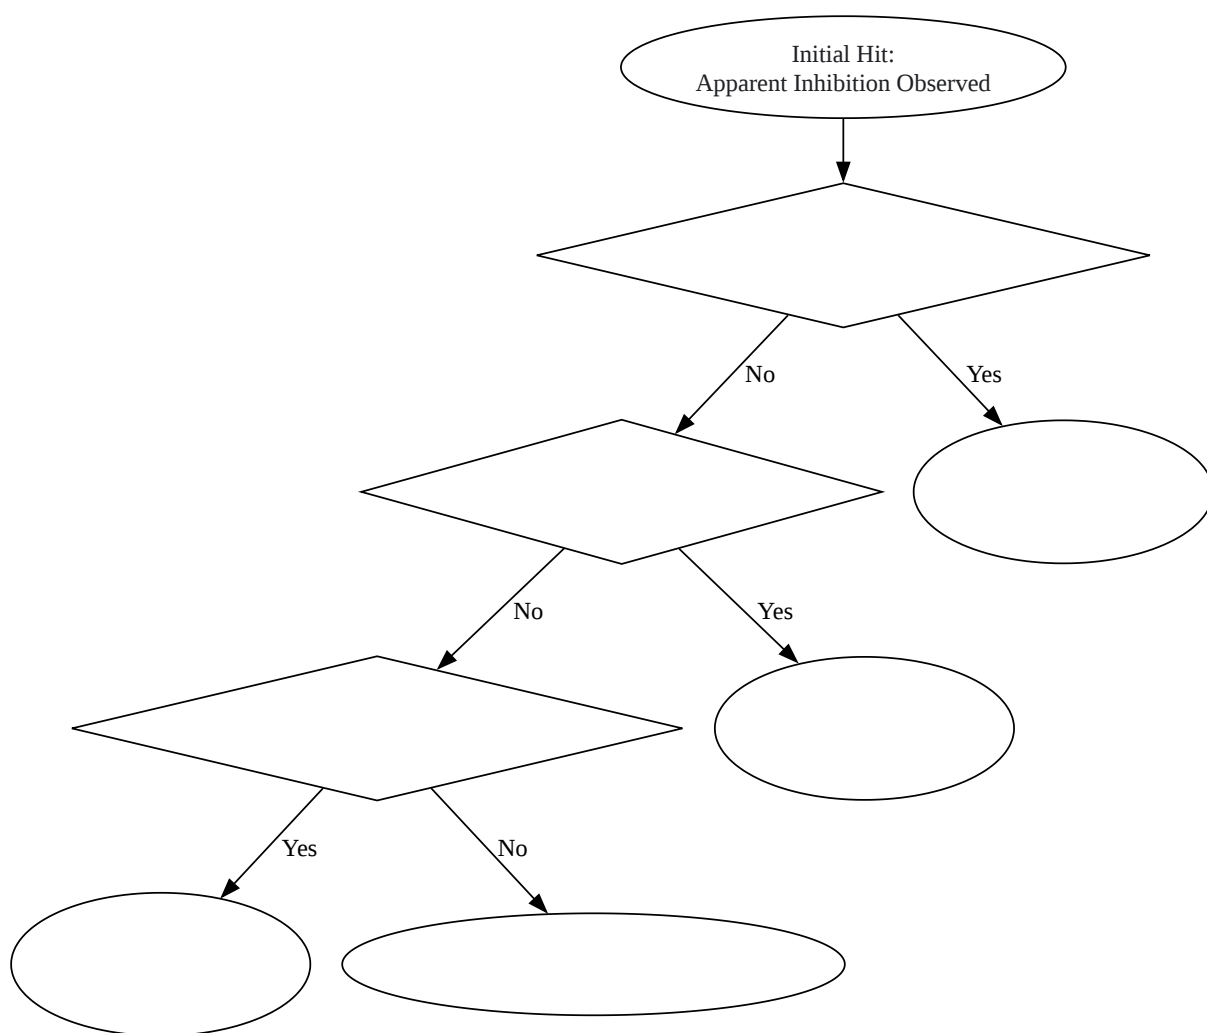 Initial Hit:
Apparent Inhibition Observed
No
Yes
No
Yes
Yes
No